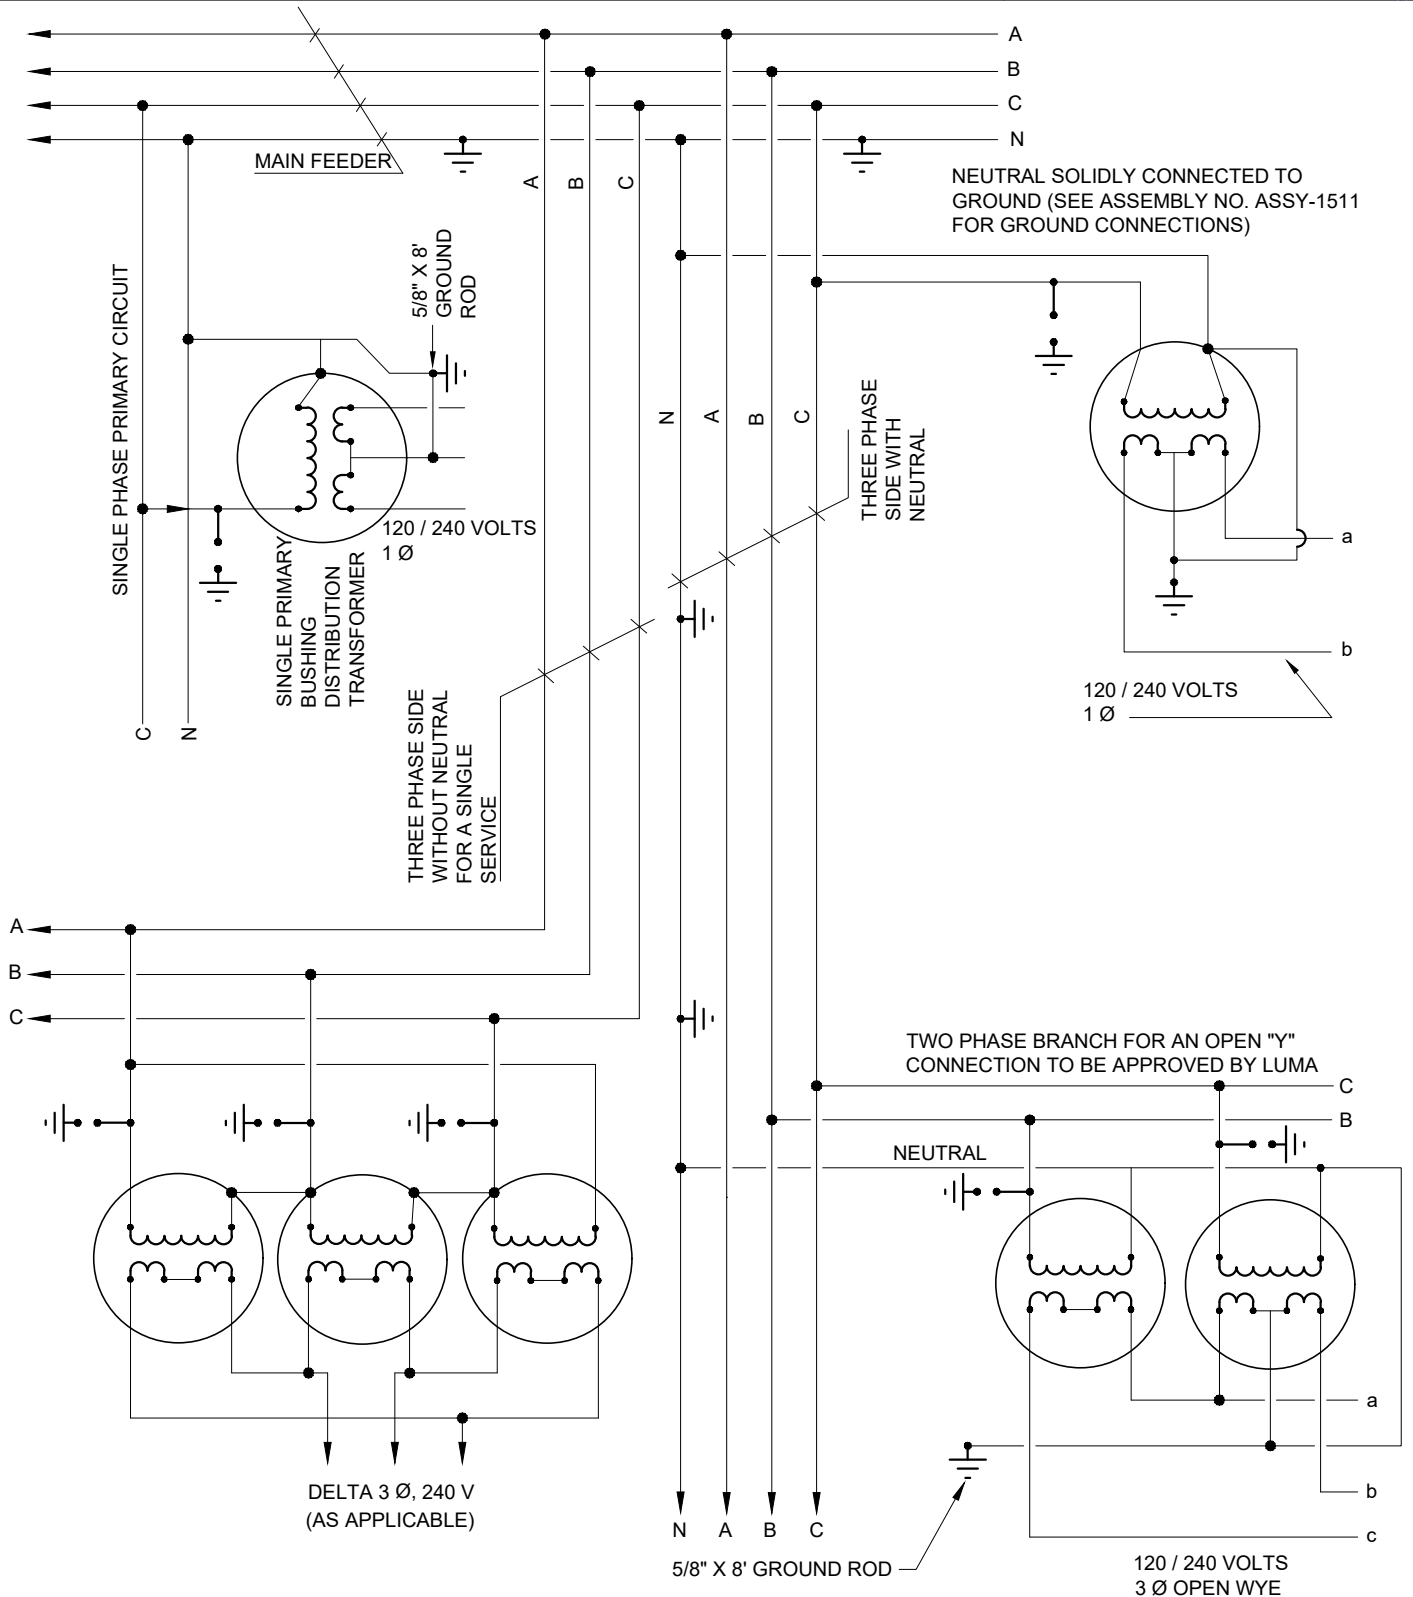 A
B
C
N
MAIN FEEDER
A
B
C
NEUTRAL SOLIDLY CONNECTED TO
GROUND (SEE ASSEMBLY NO. ASSY-1511
FOR GROUND CONNECTIONS)
5/8" X 8'
GROUND
ROD
SINGLE PHASE PRIMARY CIRCUIT
120 / 240 VOLTS
1 Ø
SINGLE PRIMARY
BUSHING
DISTRIBUTION
TRANSFORMER
C
N
N
A
B
C
THREE PHASE
SIDE WITH
NEUTRAL
a
b
120 / 240 VOLTS
1 Ø
THREE PHASE SIDE
WITHOUT NEUTRAL
FOR A SINGLE
SERVICE
A
B
C
DELTA 3 Ø, 240 V
(AS APPLICABLE)
TWO PHASE BRANCH FOR AN OPEN "Y"
CONNECTION TO BE APPROVED BY LUMA
C
B
NEUTRAL
a
b
c
N
A
B
C
5/8" X 8' GROUND ROD
120 / 240 VOLTS
3 Ø OPEN WYE